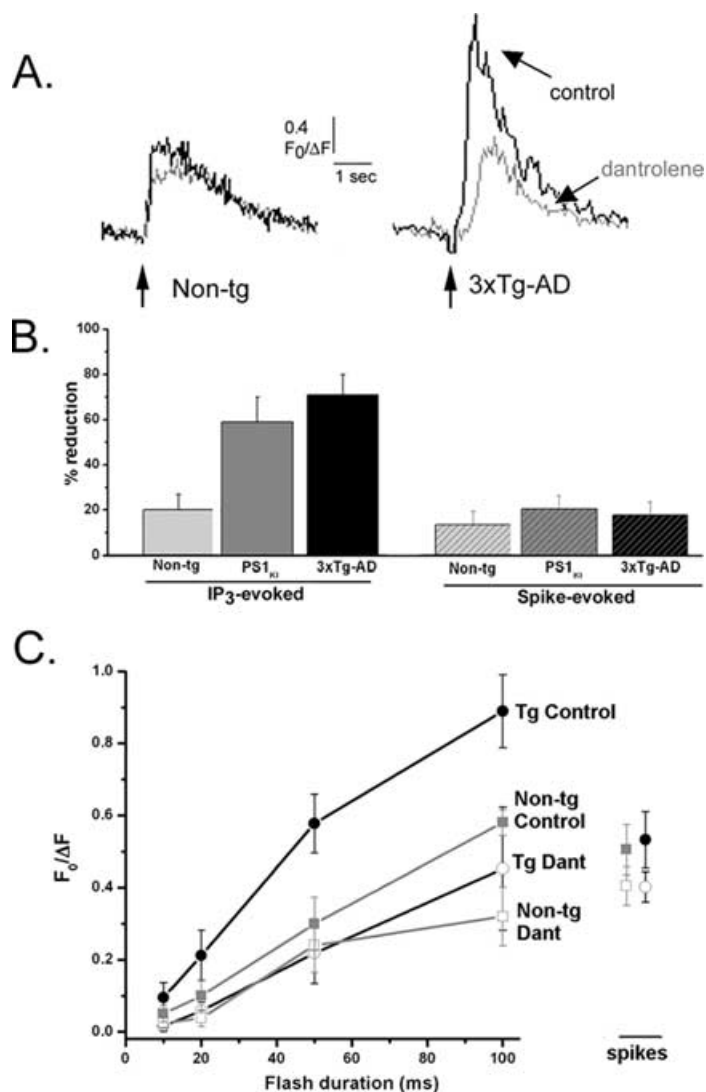 A.
control
0.4
F₀/ΔF
1 sec
dantrolene
Non-tg
3xTg-AD
B.
100
80
60
40
20
0
% reduction
Non-tg
PS1KI
3xTg-AD
Non-tg
PS1KI
3xTg-AD
IP₃-evoked
Spike-evoked
C.
1.0
0.8
0.6
0.4
0.2
0.0
F₀/ΔF
Tg Control
Non-tg
Control
Tg Dant
Non-tg
Dant
0
20
40
60
80
100
spikes
Flash duration (ms)